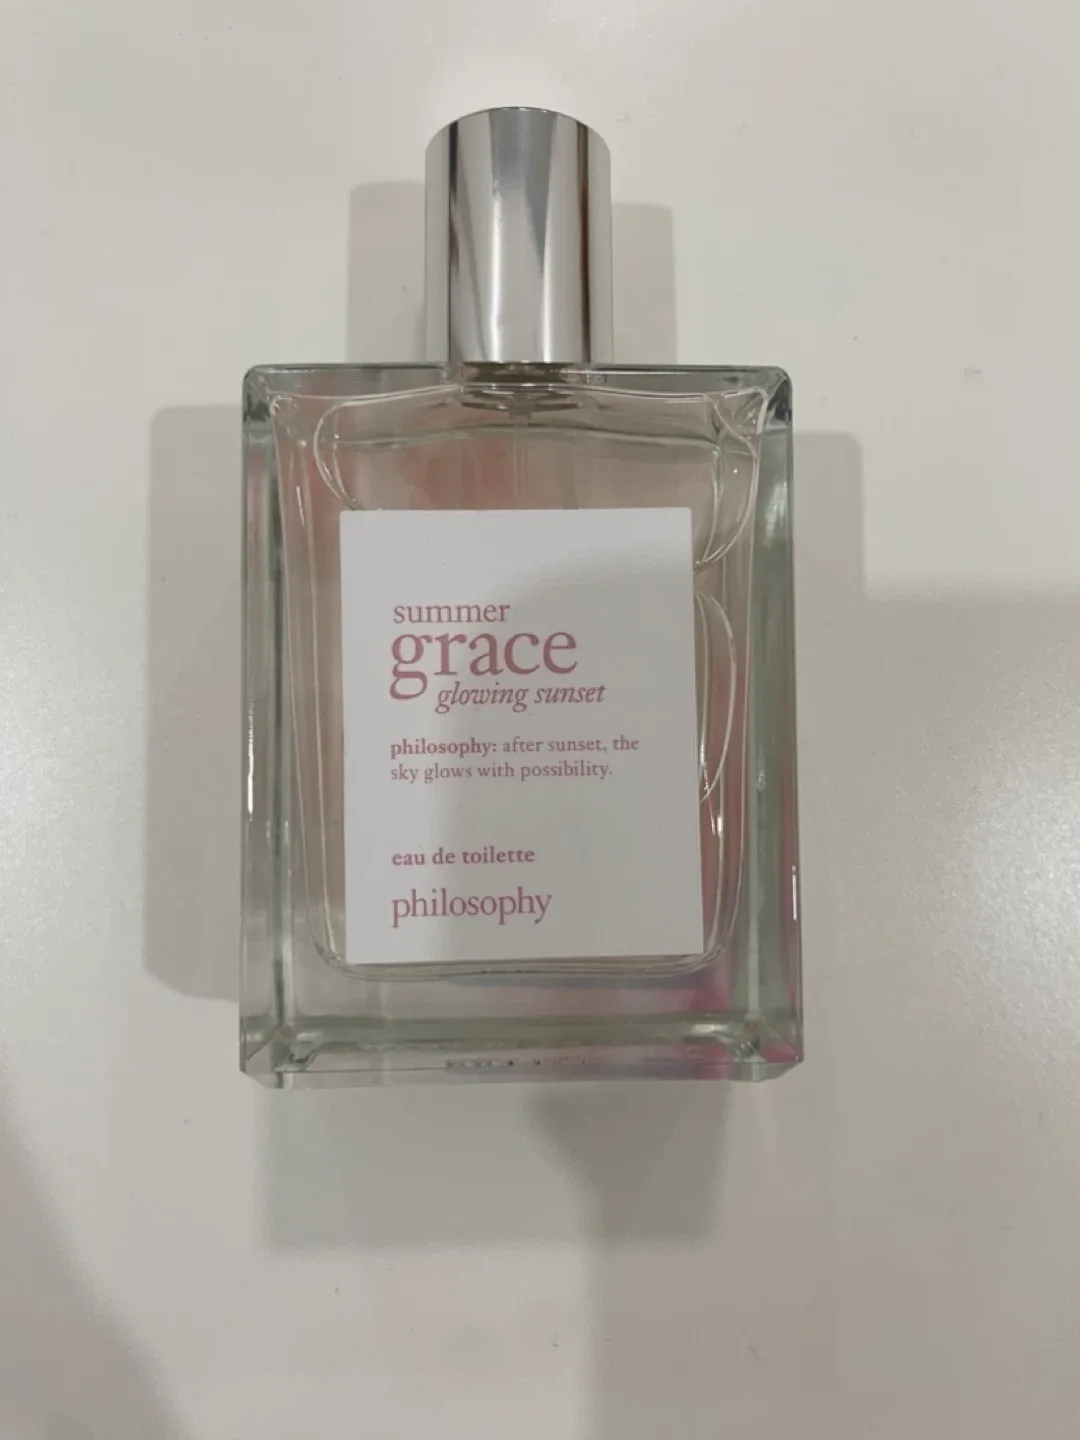 summer
grace
glowing sunset
philosophy: after sunset, the
sky glows with possibility.
eau de toilette
philosophy